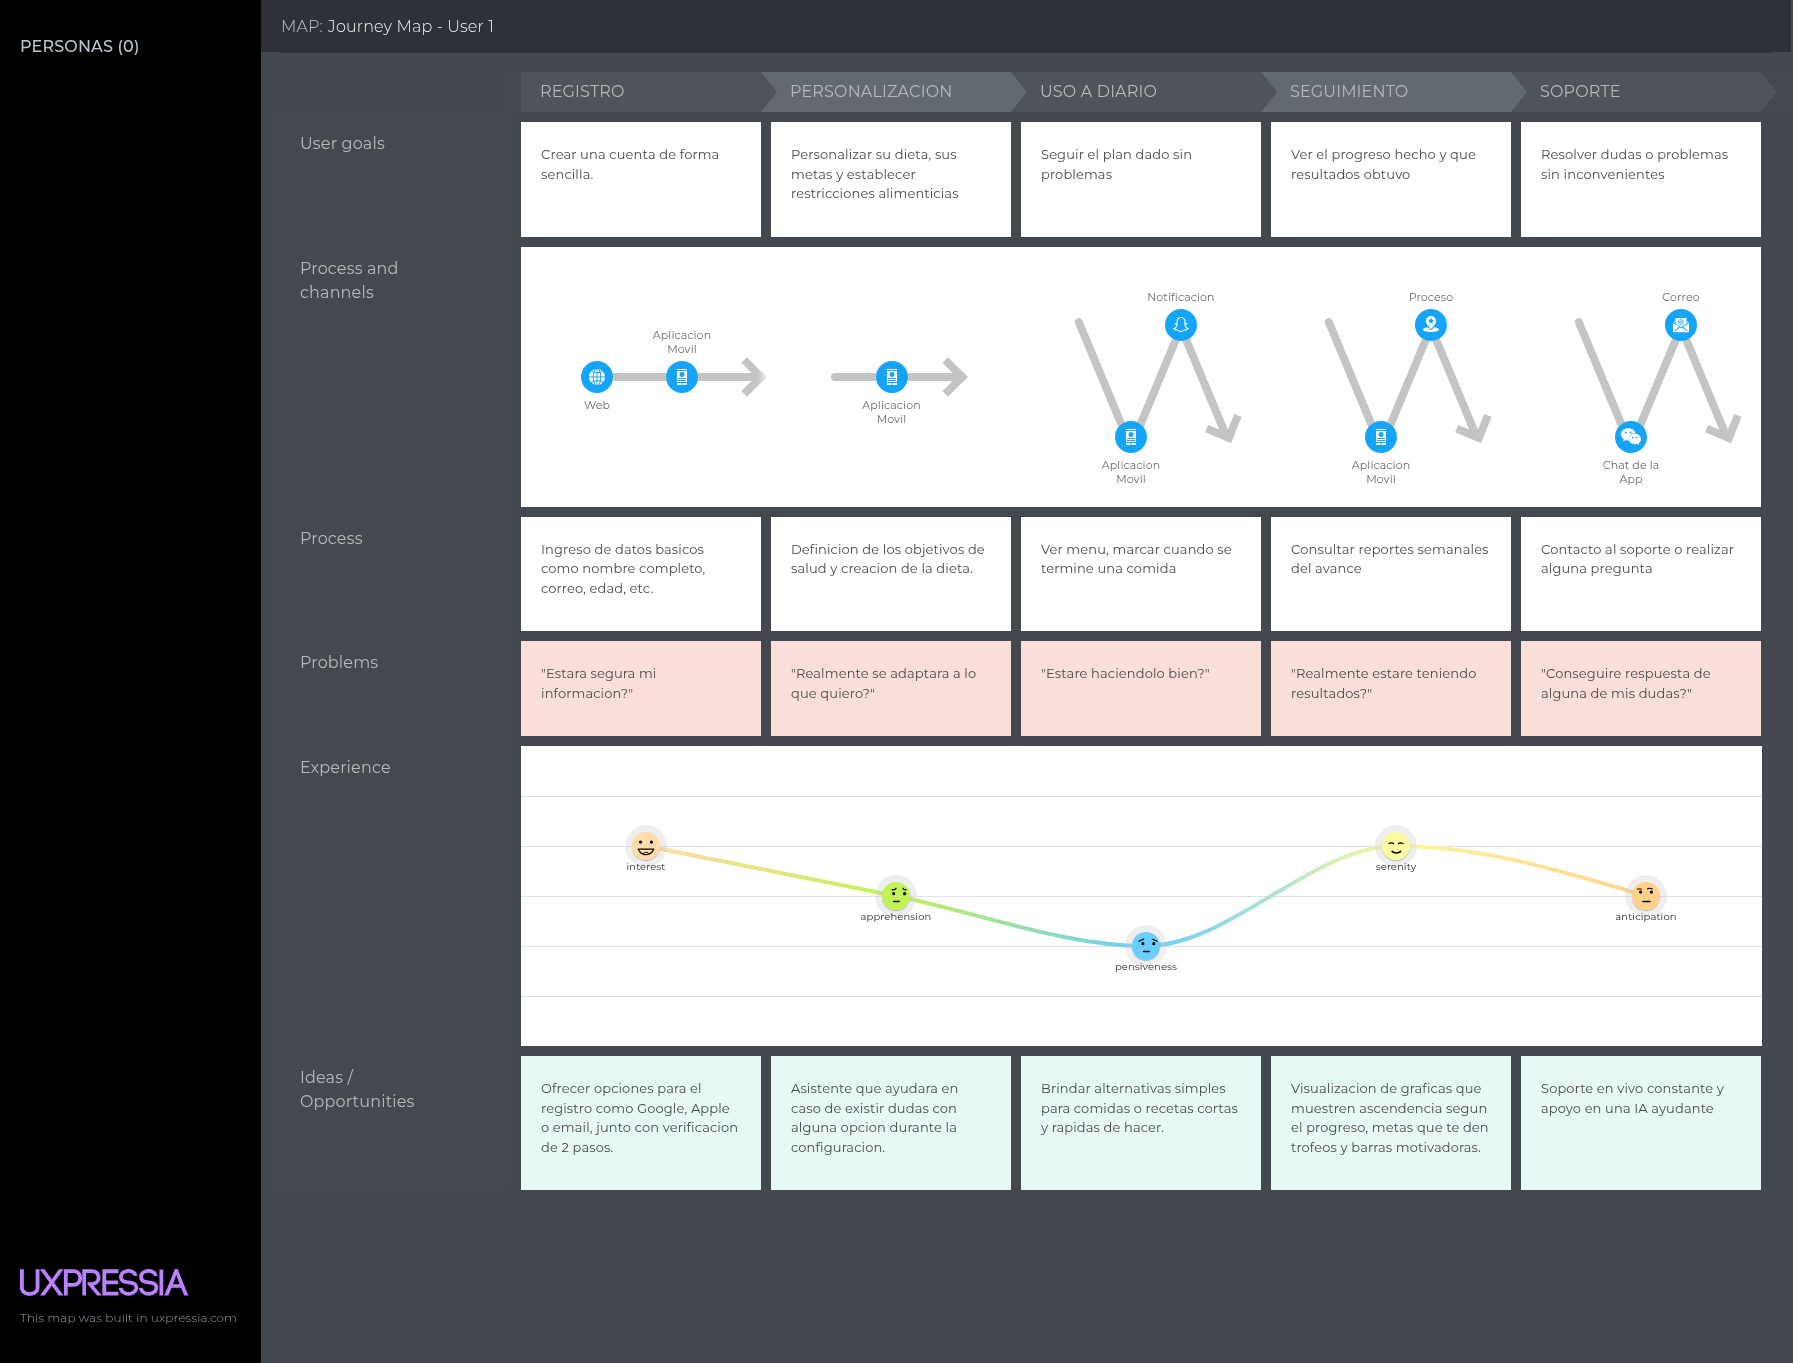 PERSONAS (0)
MAP: Journey Map - User 1
REGISTRO
PERSONALIZACION
USO A DIARIO
SEGUIMIENTO
SOPORTE
User goals
Crear una cuenta de forma
sencilla.
Personalizar su dieta, sus
metas y establecer
restricciones alimenticias
Seguir el plan dado sin
problemas
Ver el progreso hecho y que
resultados obtuvo
Resolver dudas o problemas
sin inconvenientes
Process and
channels
Web
Aplicacion
Movil
Aplicacion
Movil
Notificacion
Aplicacion
Movil
Proceso
Aplicacion
Movil
Correo
Chat de la
App
Process
Ingreso de datos basicos
como nombre completo,
correo, edad, etc.
Definicion de los objetivos de
salud y creacion de la dieta.
Ver menu, marcar cuando se
termine una comida
Consultar reportes semanales
del avance
Contacto al soporte o realizar
alguna pregunta
Problems
"Estara segura mi
informacion?"
"Realmente se adaptara a lo
que quiero?"
"Estare haciendolo bien?"
"Realmente estare teniendo
resultados?"
"Conseguire respuesta de
alguna de mis dudas?"
Experience
interest
apprehension
pensiveness
serenity
anticipation
Ideas /
Opportunities
Ofrecer opciones para el
registro como Google, Apple
o email, junto con verificacion
de 2 pasos.
Asistente que ayudara en
caso de existir dudas con
alguna opcion durante la
configuracion.
Brindar alternativas simples
para comidas o recetas cortas
y rapidas de hacer.
Visualizacion de graficas que
muestren ascendencia segun
el progreso, metas que te den
trofeos y barras motivadoras.
Soporte en vivo constante y
apoyo en una IA ayudante
UXPRESSIA
This map was built in uxpressia.com